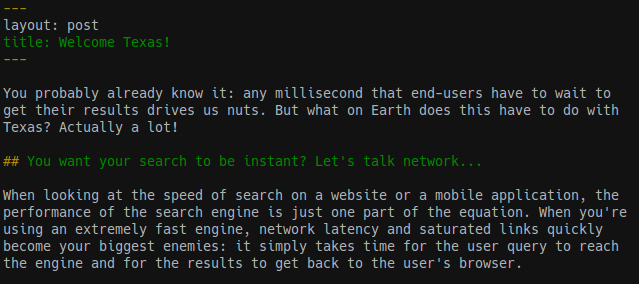 ---
layout: post
title: Welcome Texas!
---
You probably already know it: any millisecond that end-users have to wait to
get their results drives us nuts. But what on Earth does this have to do with
Texas? Actually a lot!
## You want your search to be instant? Let's talk network...
When looking at the speed of search on a website or a mobile application, the
performance of the search engine is just one part of the equation. When you're
using an extremely fast engine, network latency and saturated links quickly
become your biggest enemies: it simply takes time for the user query to reach
the engine and for the results to get back to the user's browser.